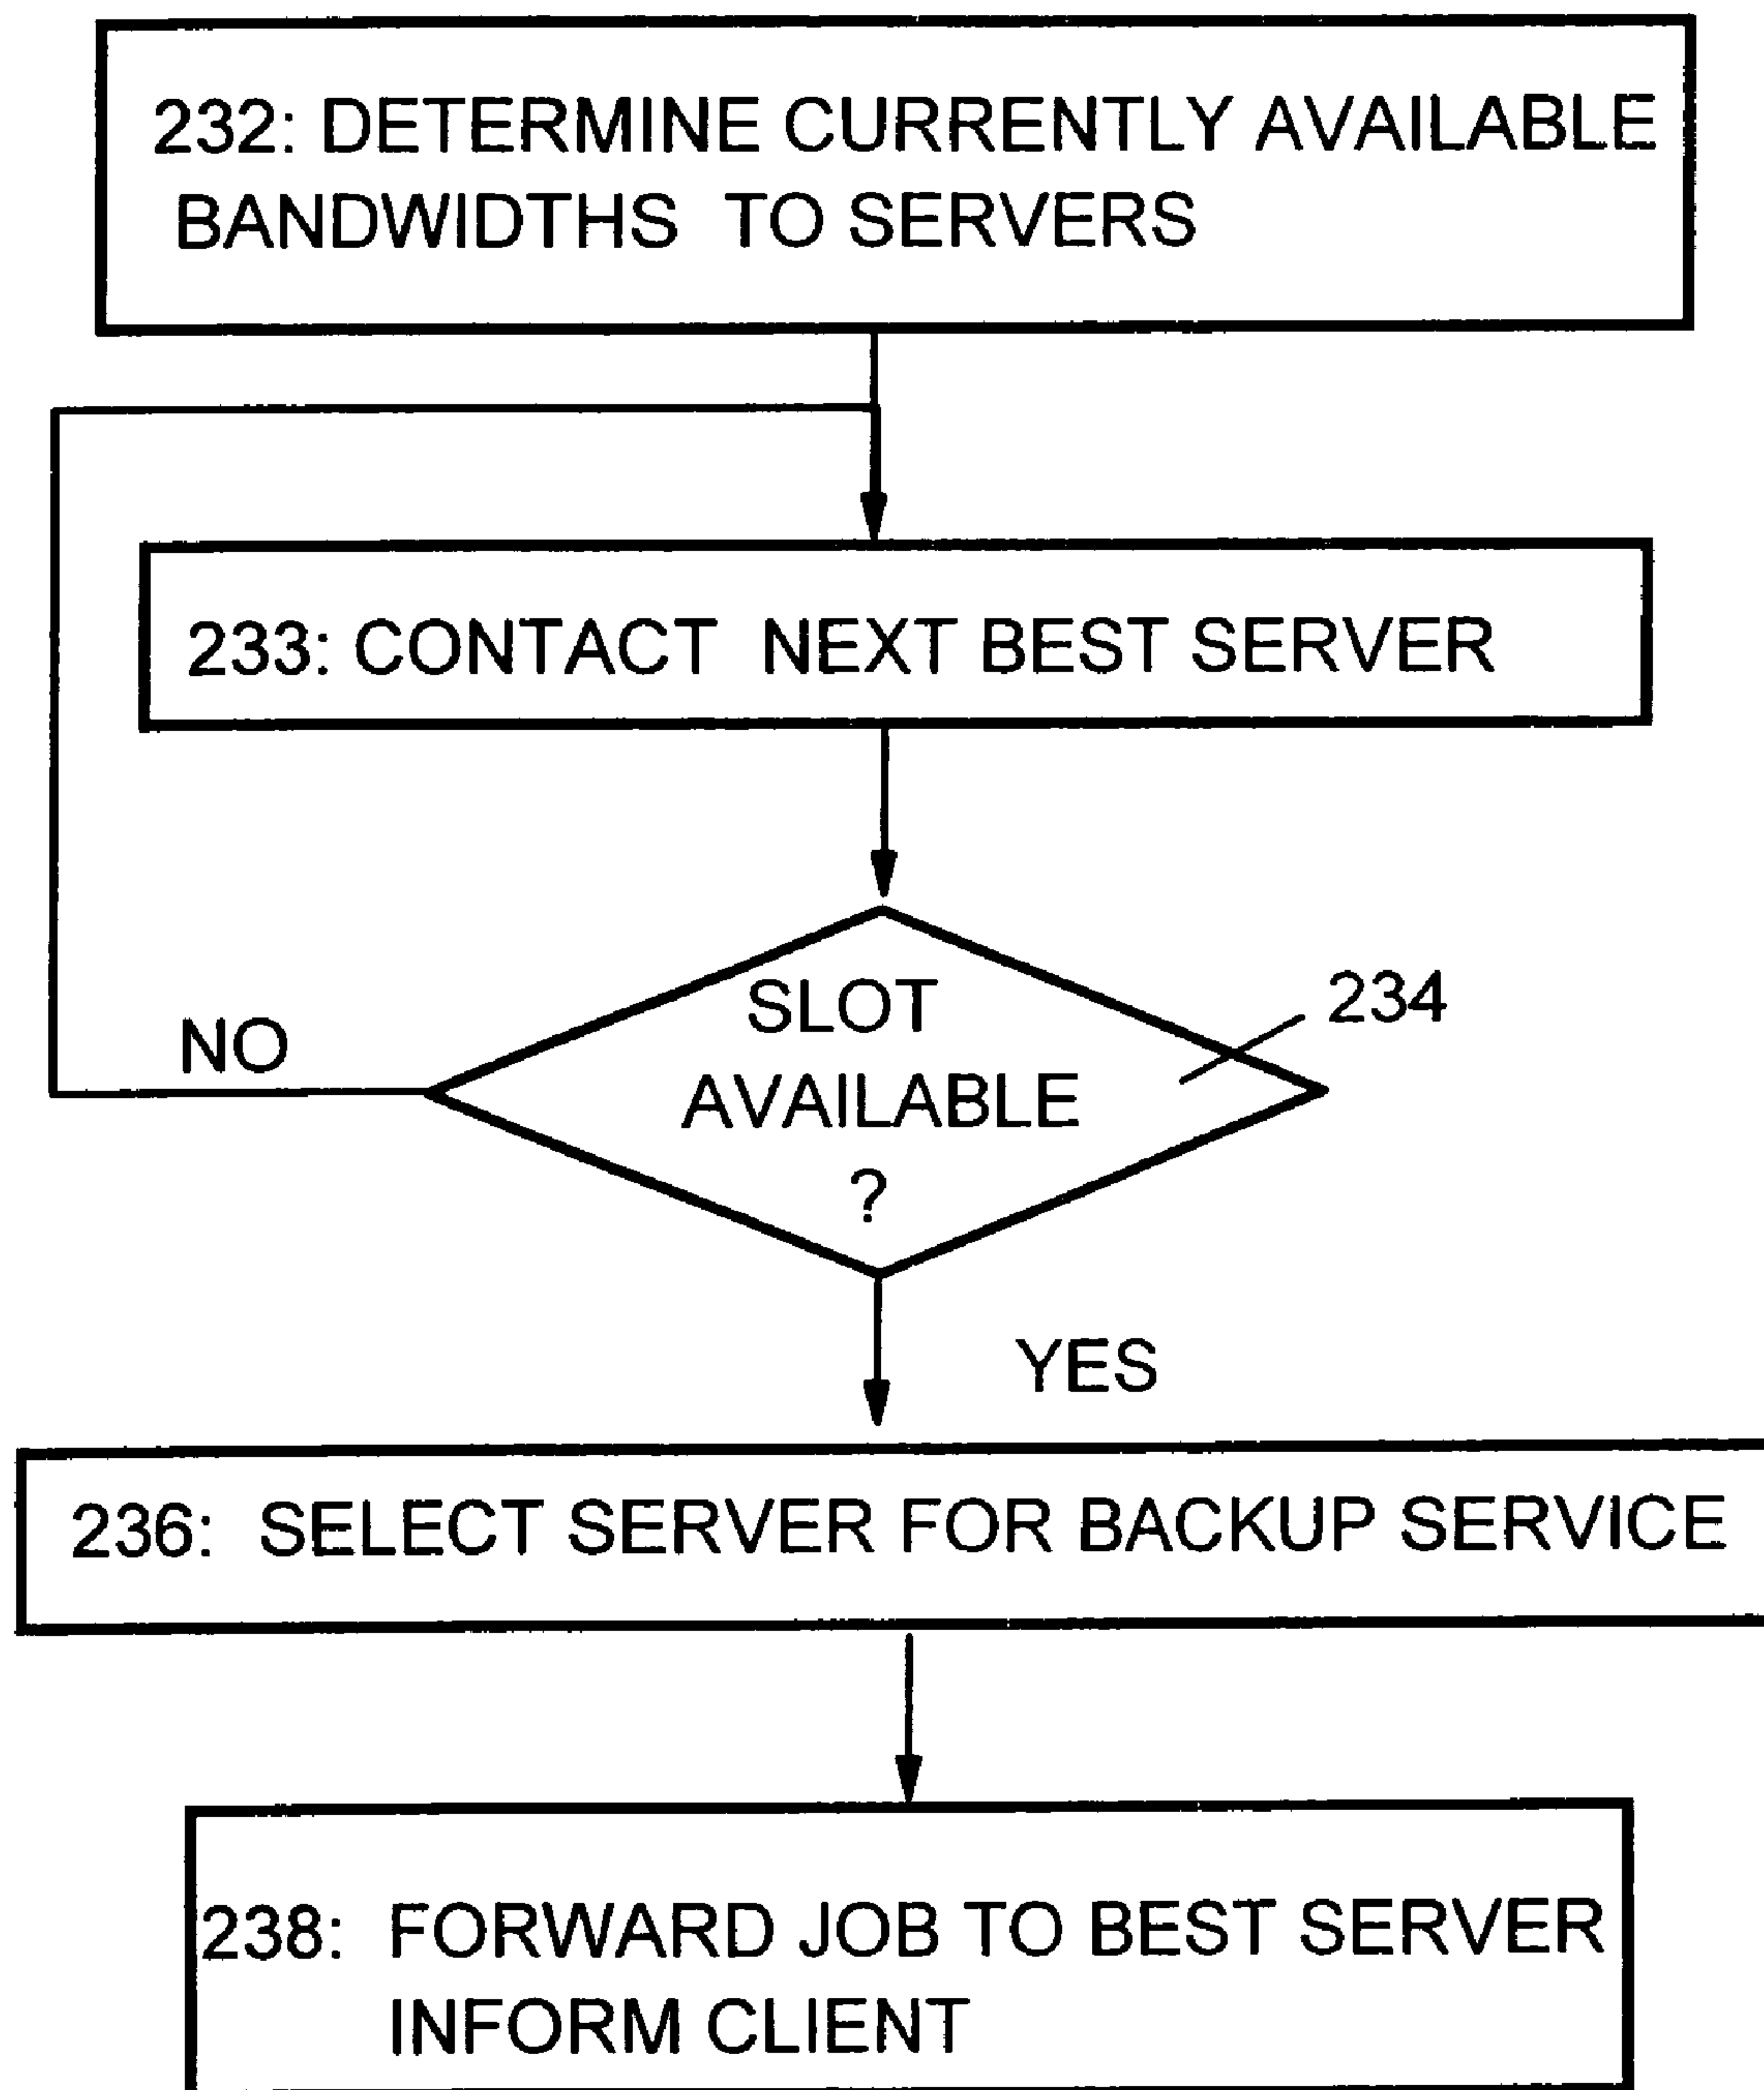 232: DETERMINE CURRENTLY AVAILABLE
BANDWIDTHS TO SERVERS
233: CONTACT NEXT BEST SERVER
SLOT
234
AVAILABLE
?
NO
YES
236: SELECT SERVER FOR BACKUP SERVICE
238: FORWARD JOB TO BEST SERVER
INFORM CLIENT